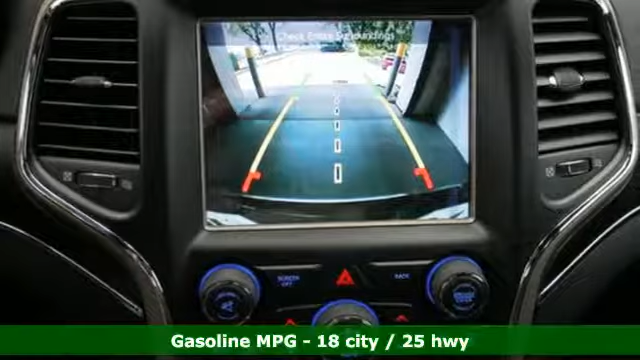 Check Entire Surroundings
SCREEN
OFF
BACK
Gasoline MPG - 18 city / 25 hwy